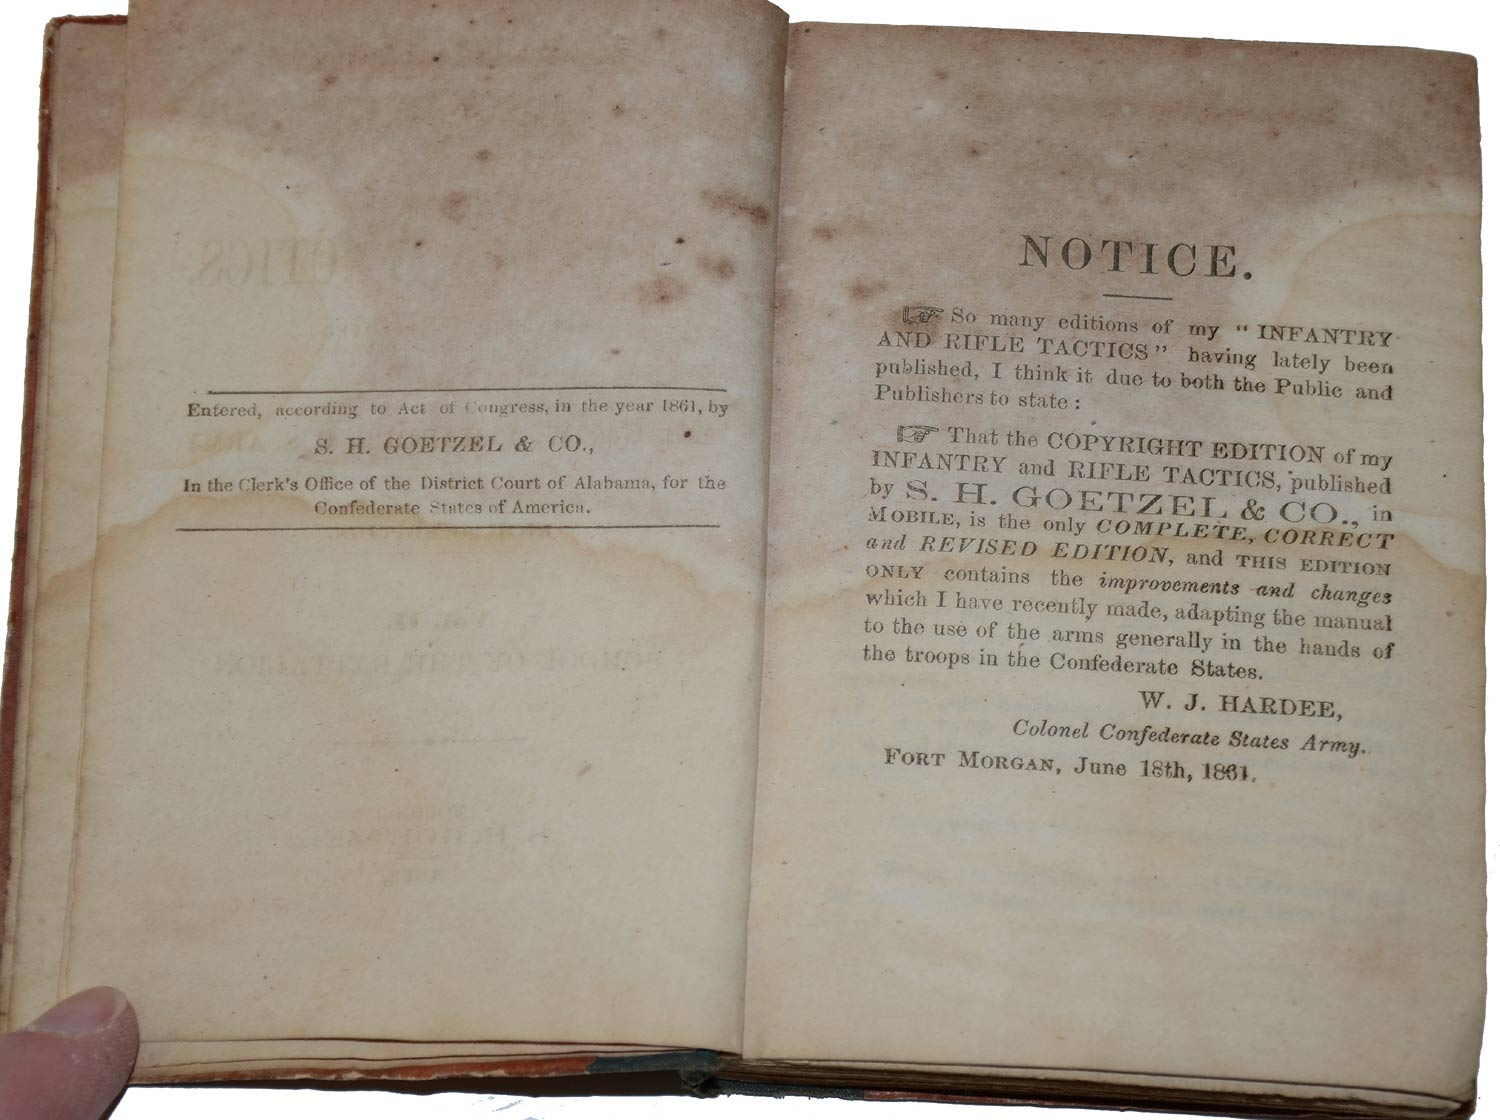 Entered, according to Act of Congress, in the year 1861, by
S. H. GOETZEL & CO.,
In the Clerk's Office of the District Court of Alabama, for the
Confederate States of America.
NOTICE.
☞ So many editions of my " INFANTRY
AND RIFLE TACTICS " having lately been
published, I think it due to both the Public and
Publishers to state :
☞ That the COPYRIGHT EDITION of my
INFANTRY and RIFLE TACTICS, published
by S. H. GOETZEL & CO., in
MOBILE, is the only COMPLETE, CORRECT
and REVISED EDITION, and THIS EDITION
ONLY contains the improvements and changes
which I have recently made, adapting the manual
to the use of the arms generally in the hands of
the troops in the Confederate States.
W. J. HARDEE,
Colonel Confederate States Army.
FORT MORGAN, June 18th, 1861.